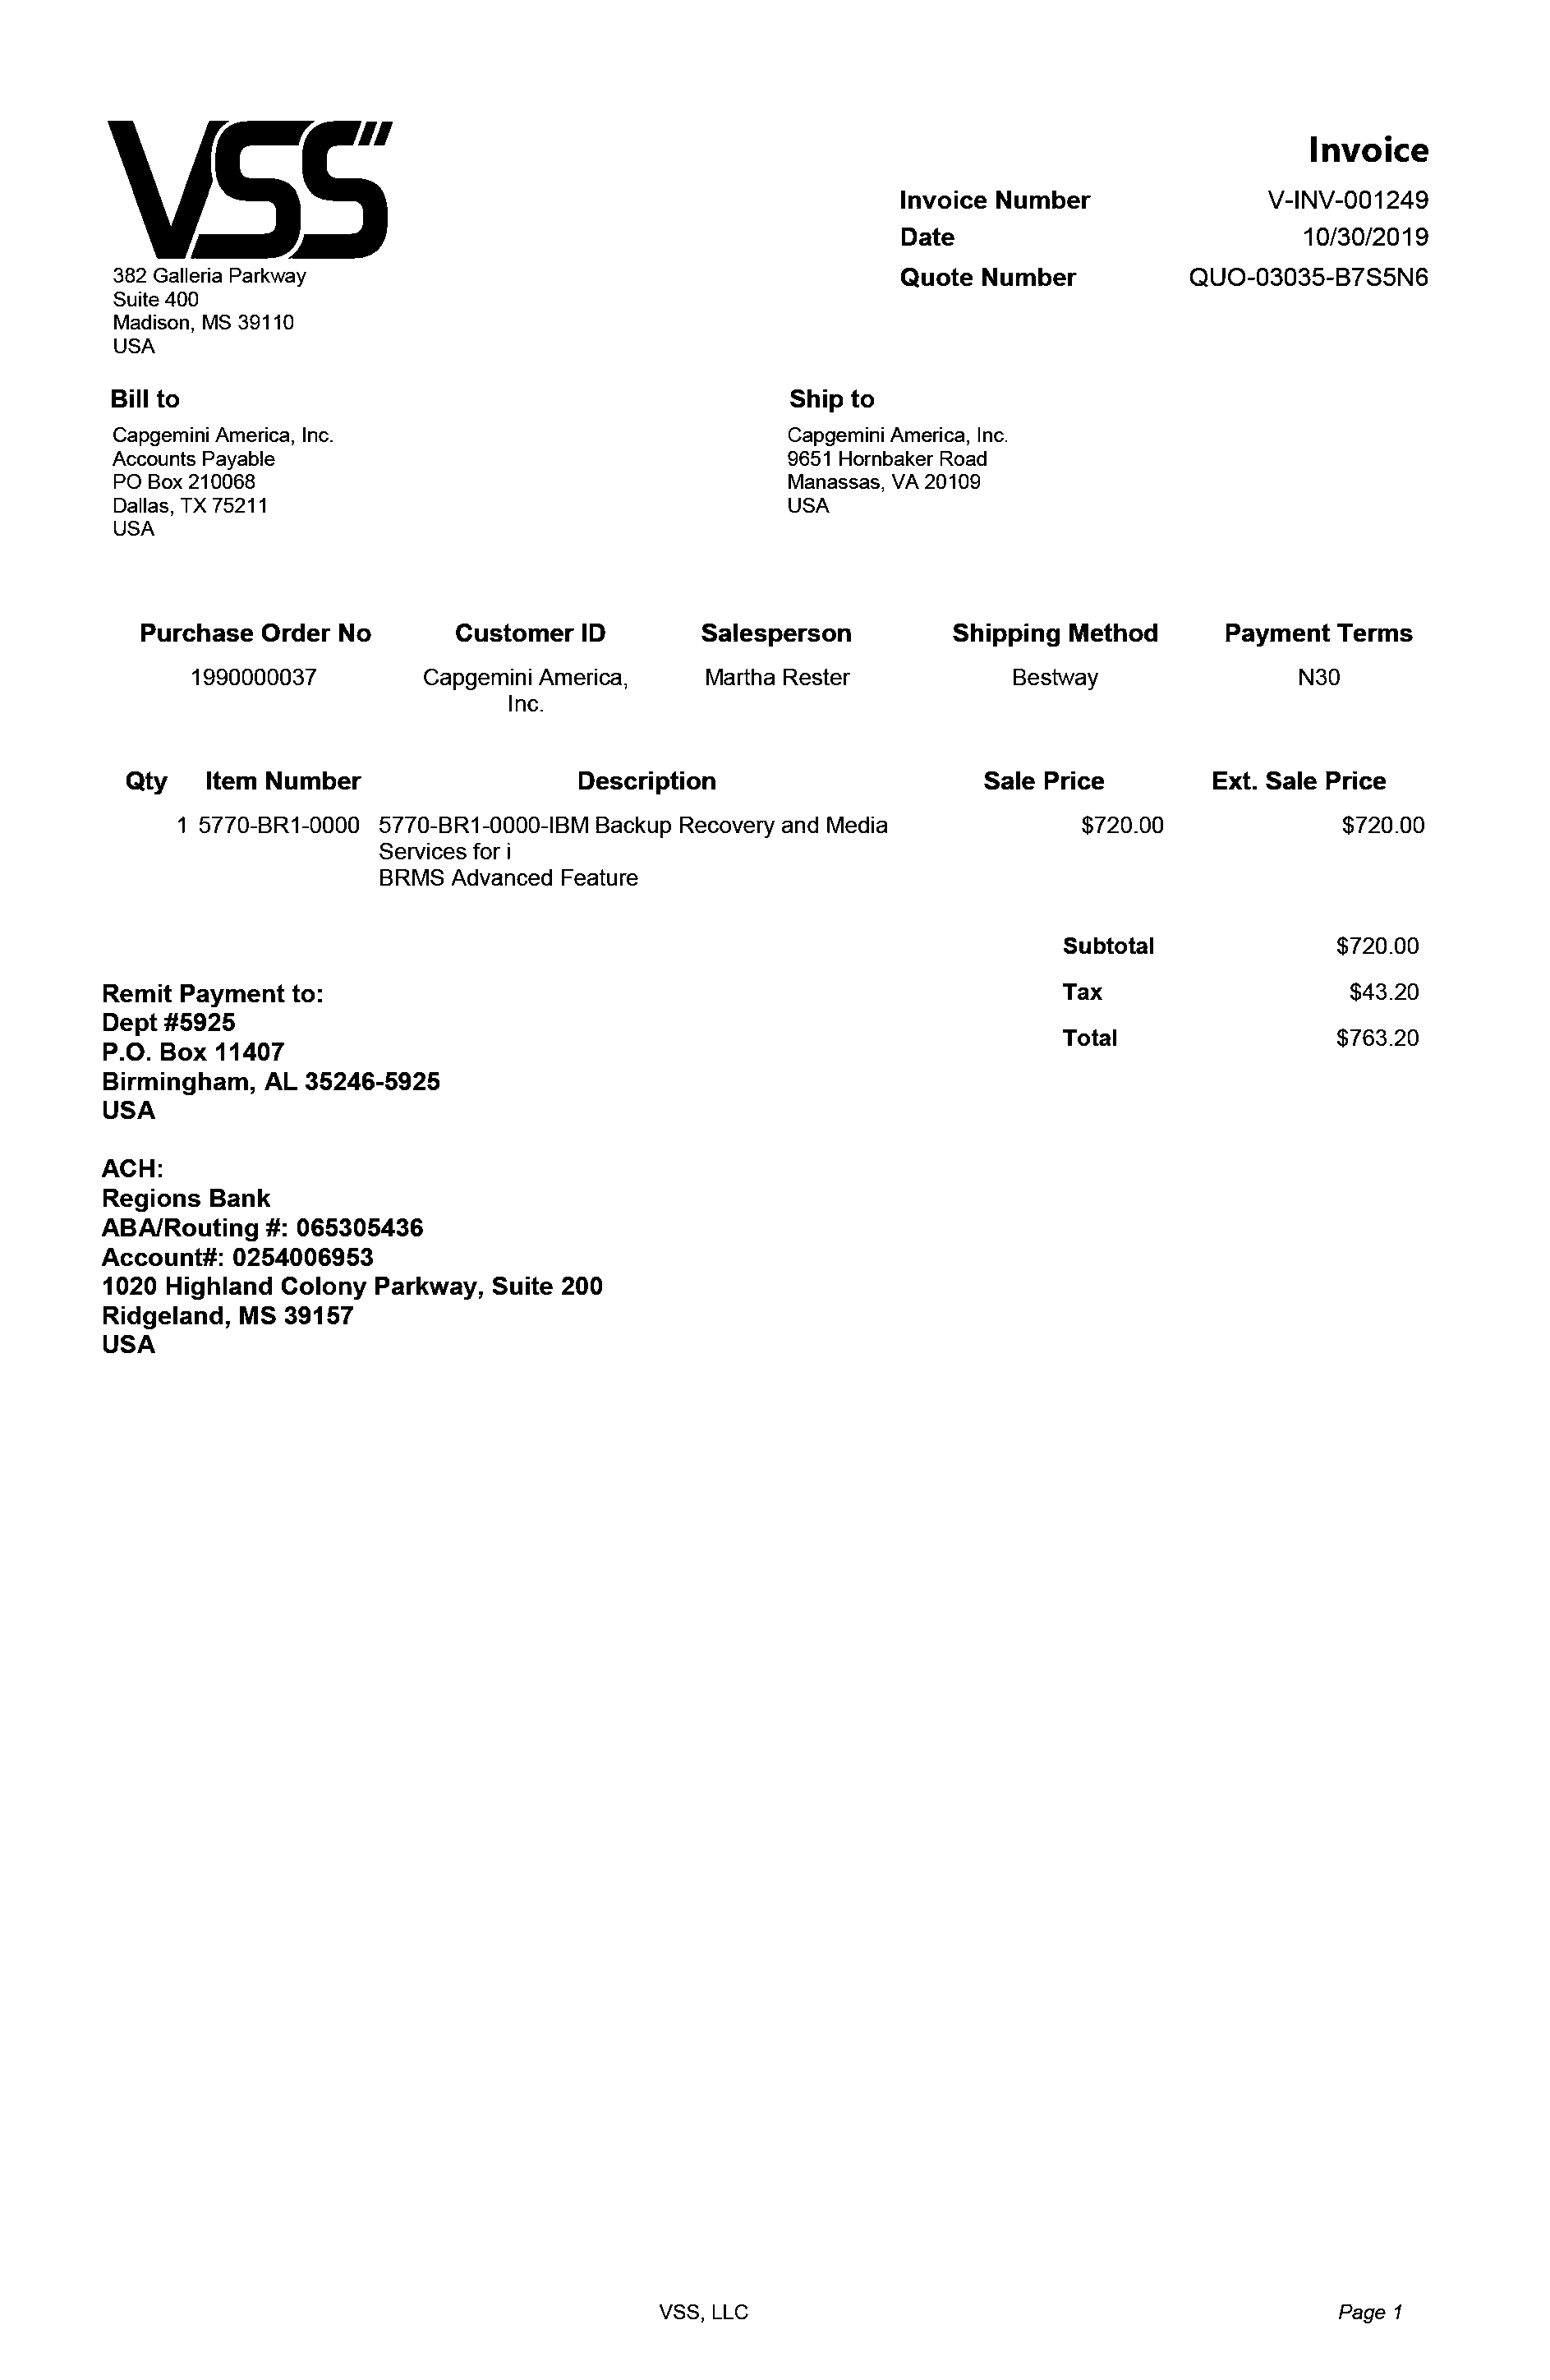 VSS
Invoice
Invoice Number V-INV-001249
Date 10/30/2019
Quote Number QUO-03035-B7S5N6
382 Galleria Parkway
Suite 400
Madison, MS 39110
USA
Bill to
Capgemini America, Inc.
Accounts Payable
PO Box 210068
Dallas, TX 75211
USA
Ship to
Capgemini America, Inc.
9651 Hornbaker Road
Manassas, VA 20109
USA
Purchase Order No Customer ID Salesperson Shipping Method Payment Terms
1990000037 Capgemini America, Martha Rester Bestway N30
Inc.
Qty Item Number Description Sale Price Ext. Sale Price
1 5770-BR1-0000 5770-BR1-0000-IBM Backup Recovery and Media $720.00 $720.00
Services for i
BRMS Advanced Feature
Subtotal $720.00
Tax $43.20
Total $763.20
Remit Payment to:
Dept #5925
P.O. Box 11407
Birmingham, AL 35246-5925
USA
ACH:
Regions Bank
ABA/Routing #: 065305436
Account#: 0254006953
1020 Highland Colony Parkway, Suite 200
Ridgeland, MS 39157
USA
VSS, LLC Page 1